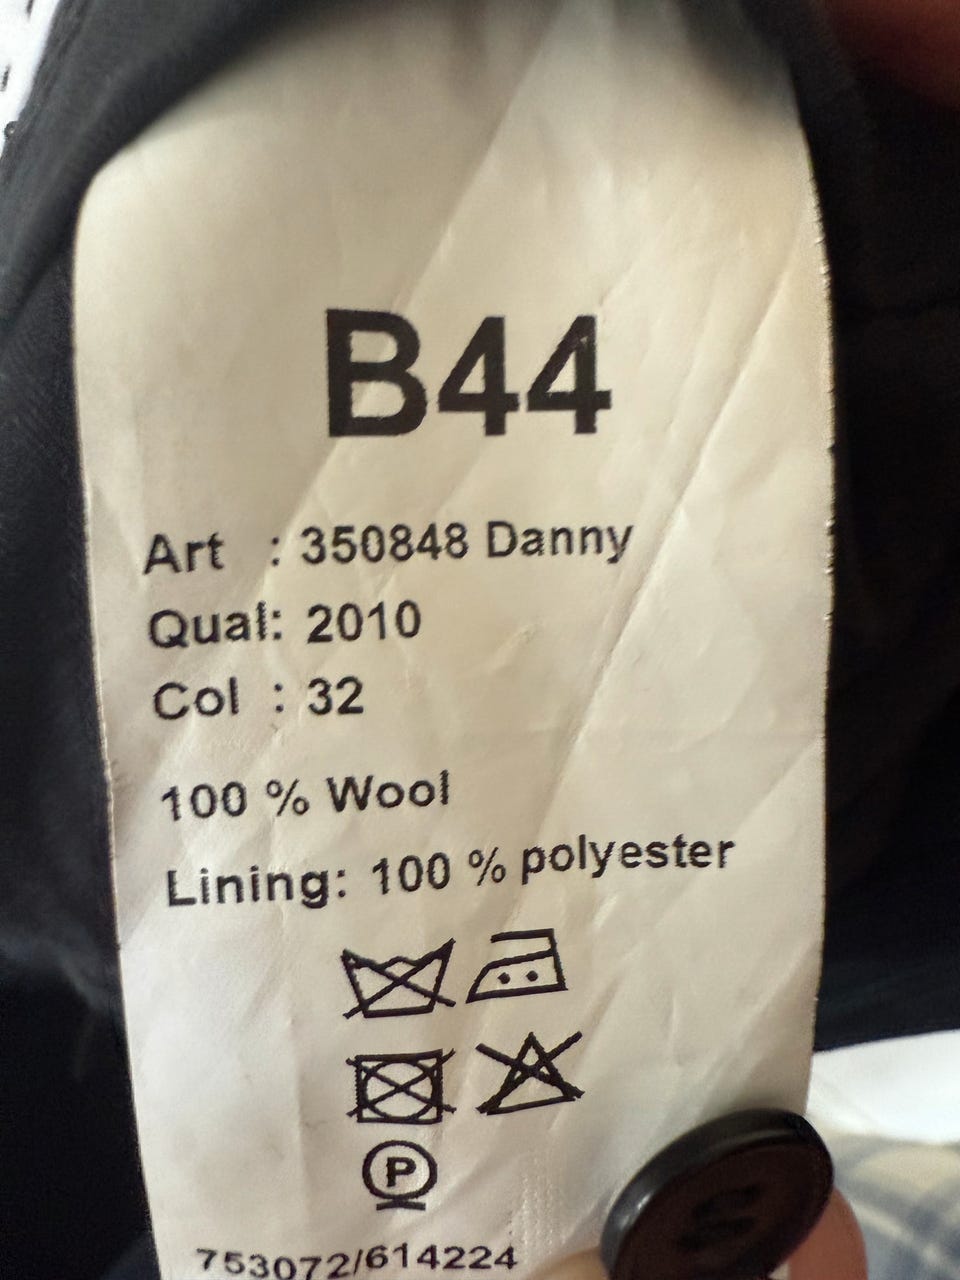 B44
Art : 350848 Danny
Qual: 2010
Col : 32
100 % Wool
Lining: 100 % polyester
P
753072/614224